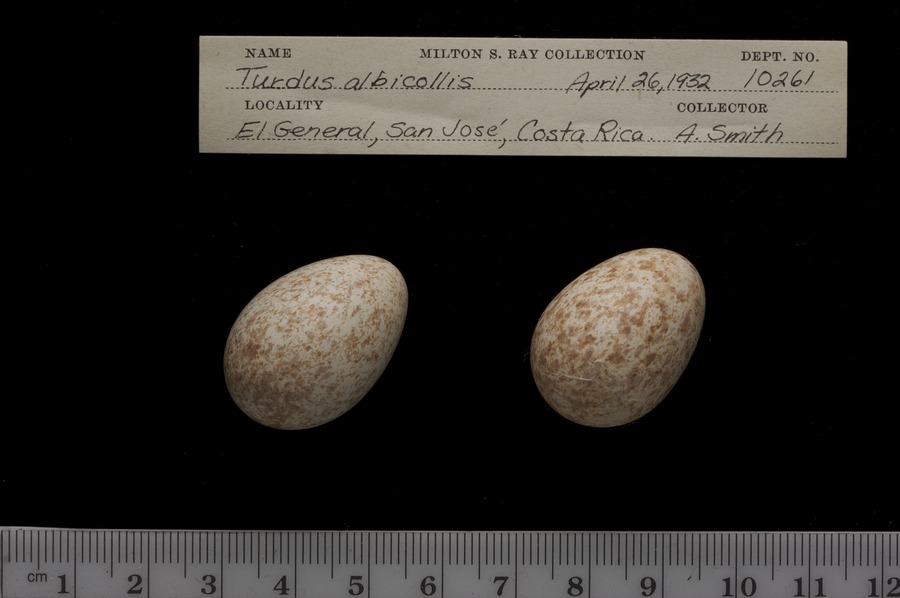 NAME MILTON S. RAY COLLECTION DEPT. NO.
Turdus albicollis April 26, 1932 10261
LOCALITY COLLECTOR
El General, San José, Costa Rica. A. Smith
cm 1 2 3 4 5 6 7 8 9 10 11 12